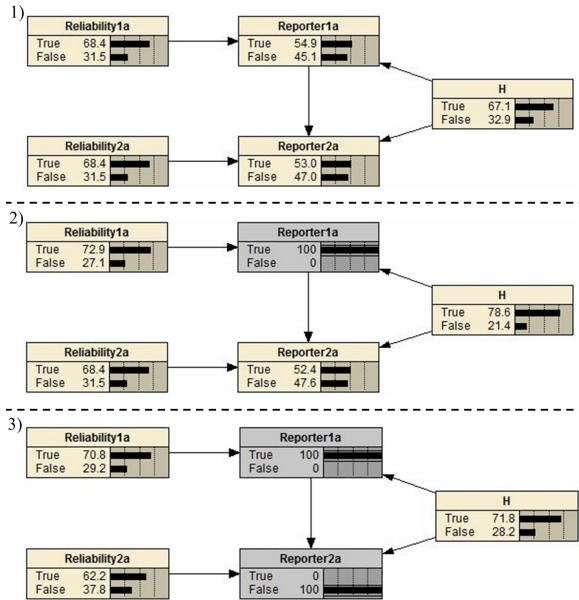 1)
Reliability1a
True 68.4
False 31.5
Reporter1a
True 54.9
False 45.1
H
True 67.1
False 32.9
Reliability2a
True 68.4
False 31.5
Reporter2a
True 53.0
False 47.0
2)
Reliability1a
True 72.9
False 27.1
Reporter1a
True 100
False 0
H
True 78.6
False 21.4
Reliability2a
True 68.4
False 31.5
Reporter2a
True 52.4
False 47.6
3)
Reliability1a
True 70.8
False 29.2
Reporter1a
True 100
False 0
H
True 71.8
False 28.2
Reliability2a
True 62.2
False 37.8
Reporter2a
True 0
False 100